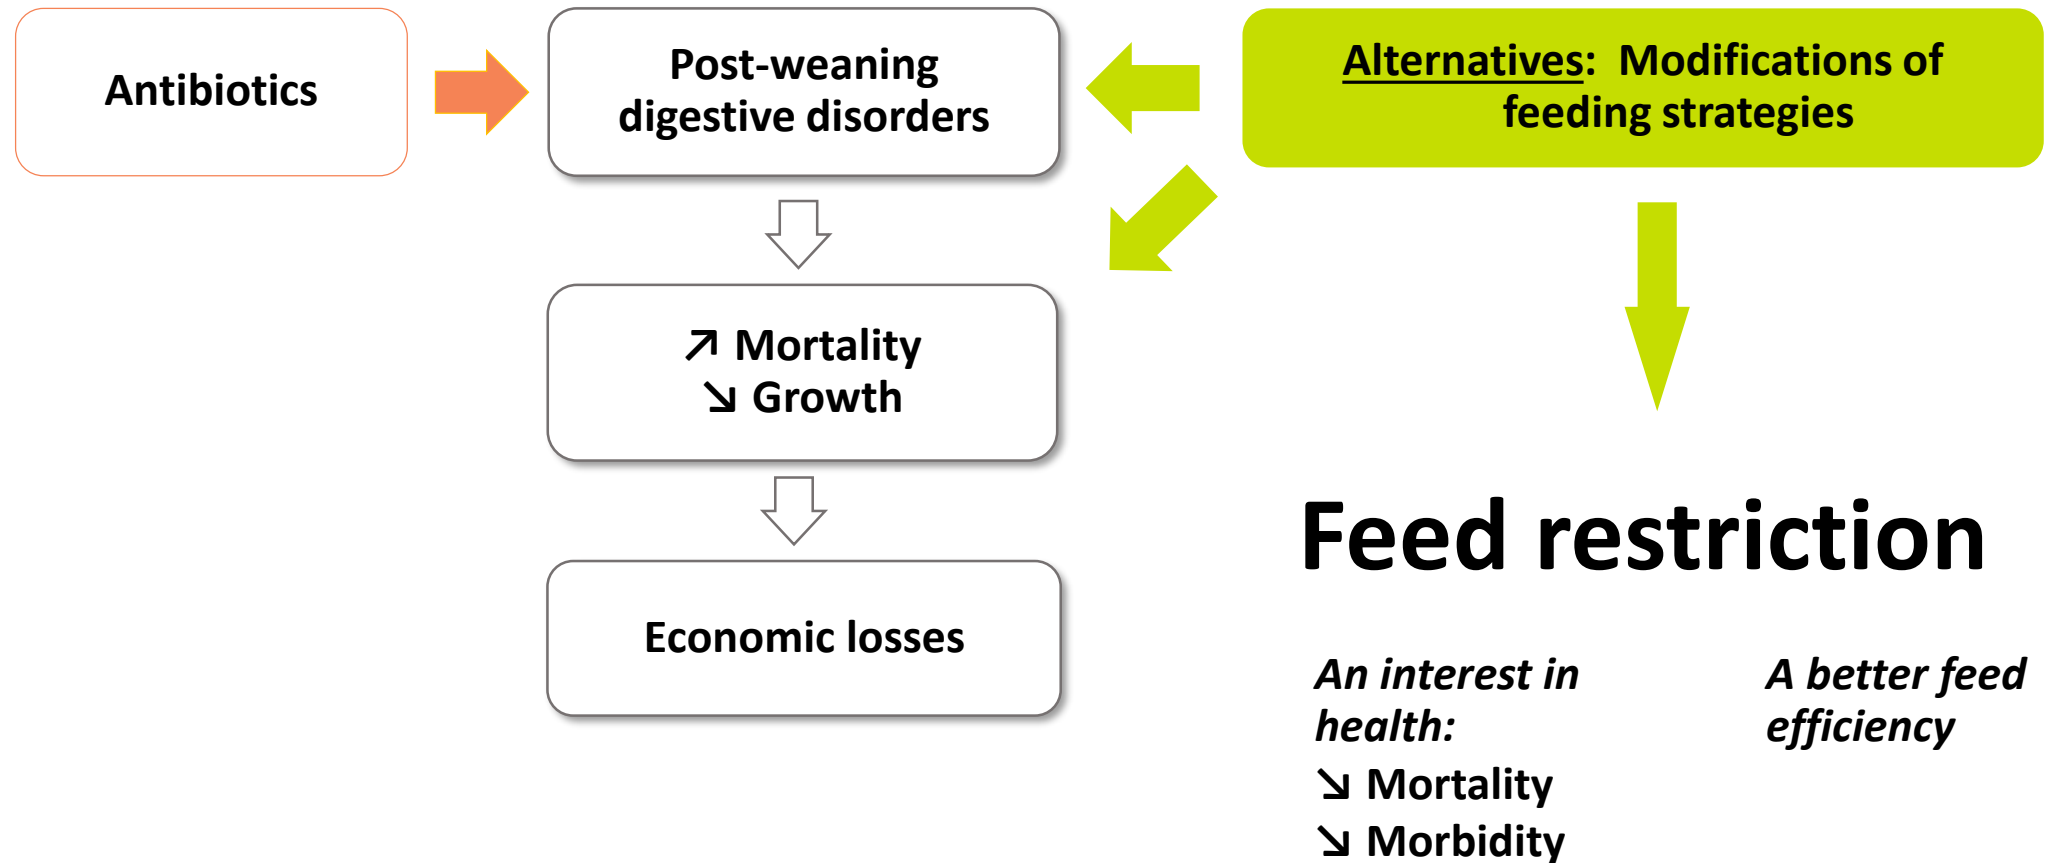 Antibiotics
Post-weaning
digestive disorders
Alternatives: Modifications of
feeding strategies
↗ Mortality
↘ Growth
Economic losses
Feed restriction
An interest in
health:
↘ Mortality
↘ Morbidity
A better feed
efficiency